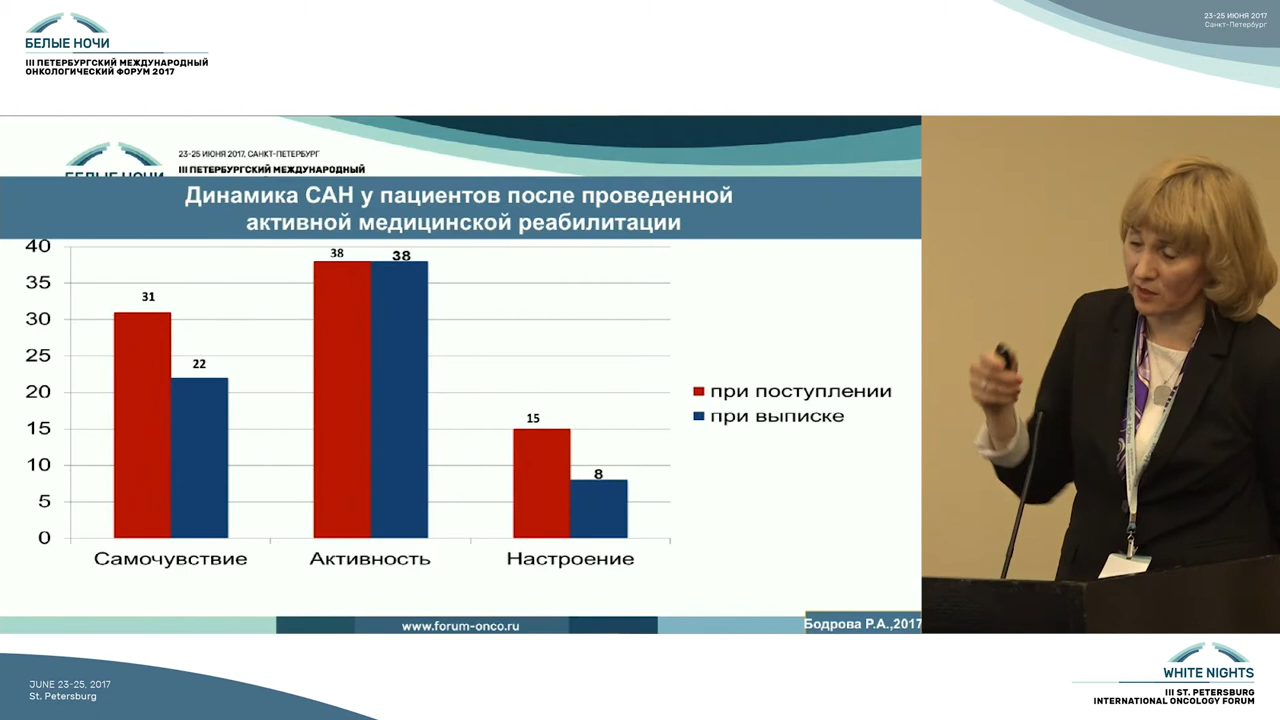 БЕЛЫЕ НОЧИ
III ПЕТЕРБУРГСКИЙ МЕЖДУНАРОДНЫЙ
ОНКОЛОГИЧЕСКИЙ ФОРУМ 2017
23-25 ИЮНЯ 2017
Санкт-Петербург
23-25 ИЮНЯ 2017, САНКТ-ПЕТЕРБУРГ
III ПЕТЕРБУРГСКИЙ МЕЖДУНАРОДНЫЙ
БЕЛЫЕ НОЧИ
Динамика САН у пациентов после проведенной
активной медицинской реабилитации
40
35
30
25
20
15
10
5
0
31
22
38
38
15
8
Самочувствие
Активность
Настроение
при поступлении
при выписке
www.forum-onco.ru
Бодрова Р.А.,2017
JUNE 23-25, 2017
St. Petersburg
WHITE NIGHTS
III ST. PETERSBURG
INTERNATIONAL ONCOLOGY FORUM